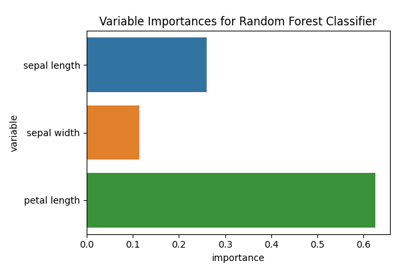 Variable Importances for Random Forest Classifier
sepal length
sepal width
petal length
variable
0.0 0.1 0.2 0.3 0.4 0.5 0.6
importance